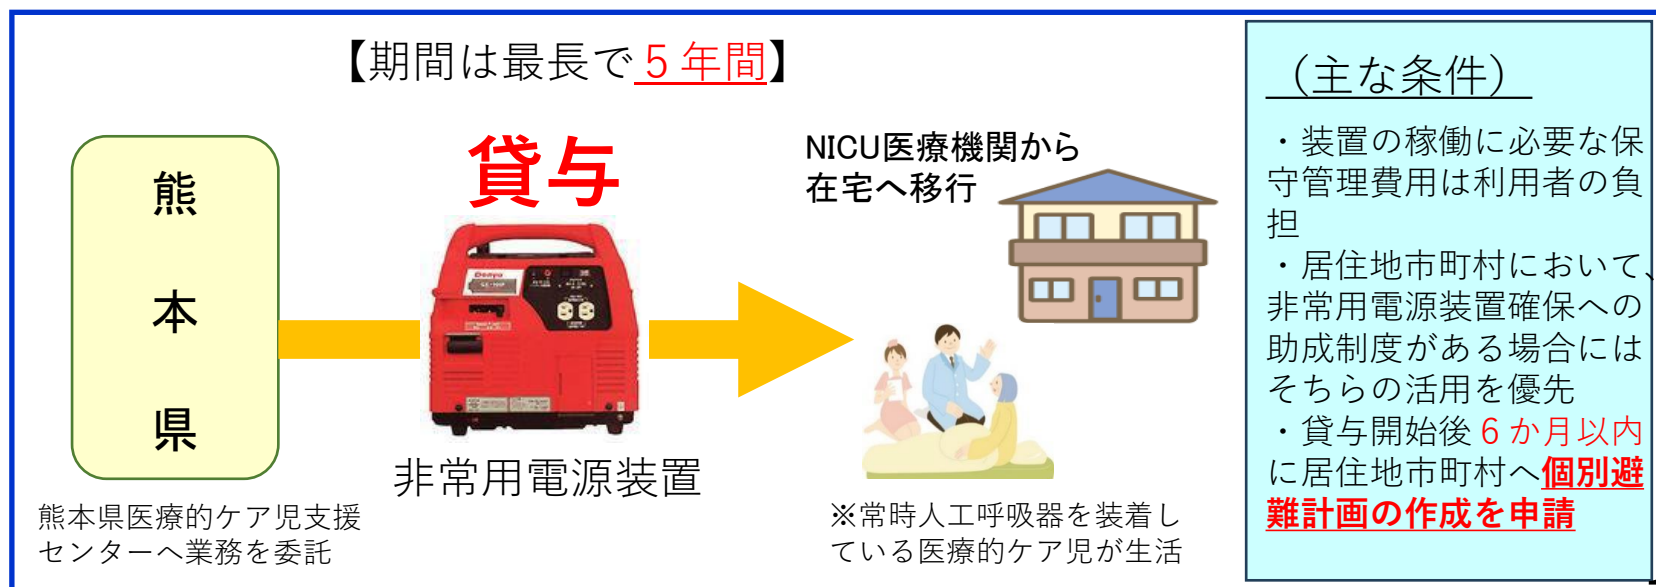 【期間は最長で５年間】
熊
本
県
熊本県医療的ケア児支援
センターへ業務を委託
貸与
Denyo
非常用電源装置
NICU医療機関から
在宅へ移行
※常時人工呼吸器を装着し
ている医療的ケア児が生活
（主な条件）
・装置の稼働に必要な保
守管理費用は利用者の負
担
・居住地市町村において、
非常用電源装置確保への
助成制度がある場合には
そちらの活用を優先
・貸与開始後６か月以内
に居住地市町村へ個別避
難計画の作成を申請